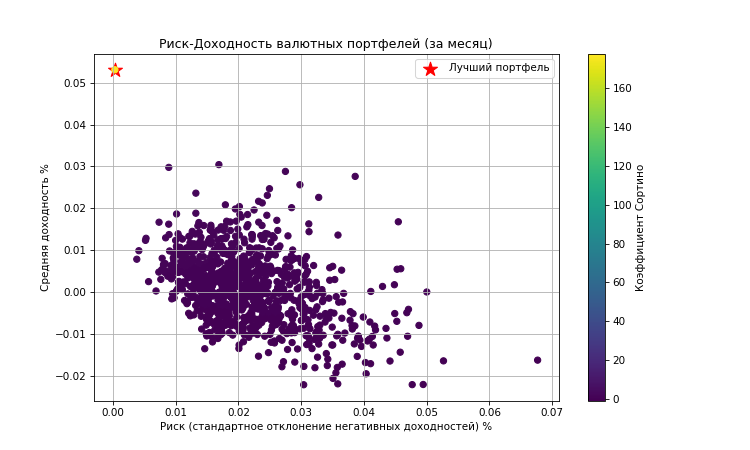 Риск-Доходность валютных портфелей (за месяц)
Лучший портфель
Средняя доходность %
0.05
0.04
0.03
0.02
0.01
0.00
−0.01
−0.02
0.00 0.01 0.02 0.03 0.04 0.05 0.06 0.07
Риск (стандартное отклонение негативных доходностей) %
160
140
120
100
80
60
40
20
0
Коэффициент Сортино